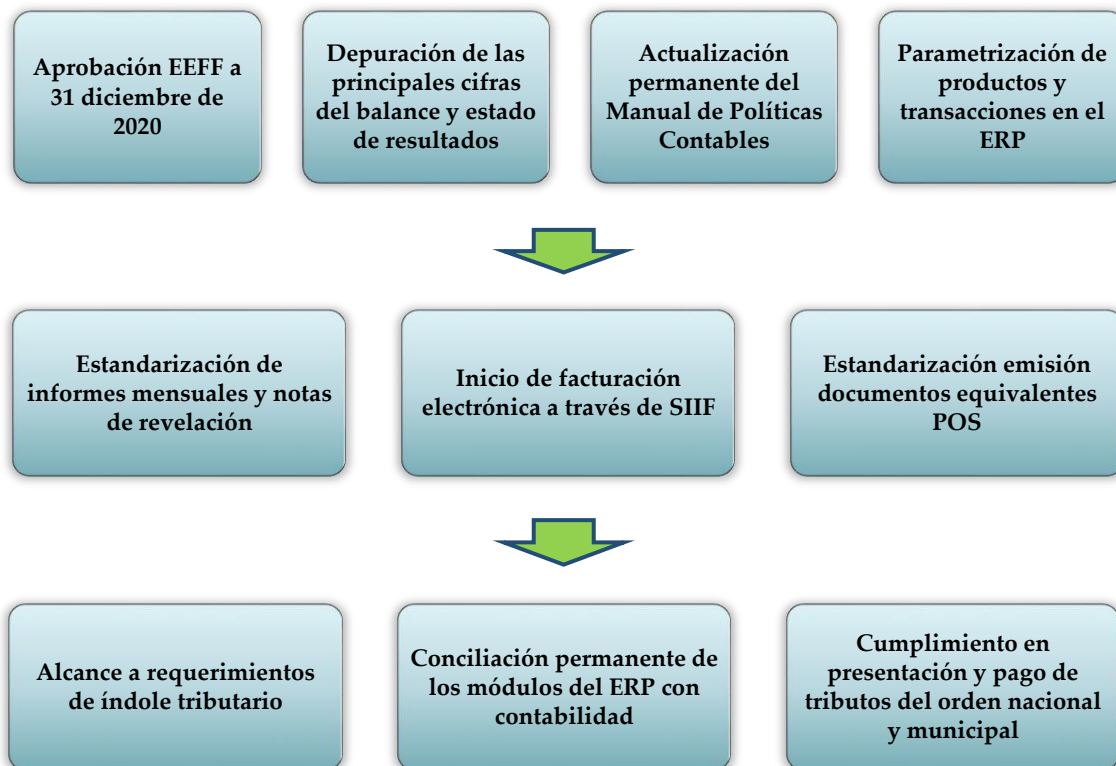 Aprobación EEFF a
31 diciembre de
2020
Depuración de las
principales cifras
del balance y estado
de resultados
Actualización
permanente del
Manual de Políticas
Contables
Parametrización de
productos y
transacciones en el
ERP
Estandarización de
informes mensuales y notas
de revelación
Inicio de facturación
electrónica a través de SIIF
Estandarización emisión
documentos equivalentes
POS
Alcance a requerimientos
de índole tributario
Conciliación permanente de
los módulos del ERP con
contabilidad
Cumplimiento en
presentación y pago de
tributos del orden nacional
y municipal